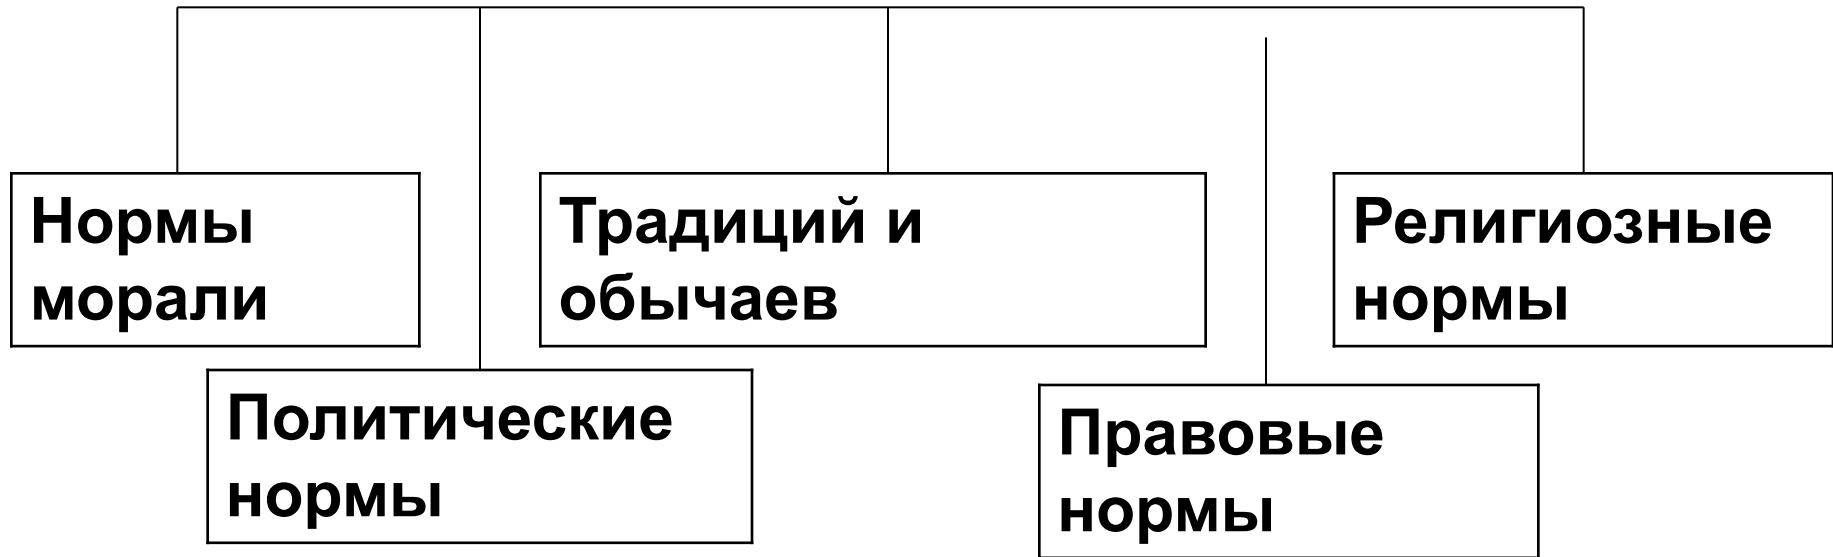 Нормы
морали
Традиций и
обычаев
Религиозные
нормы
Политические
нормы
Правовые
нормы